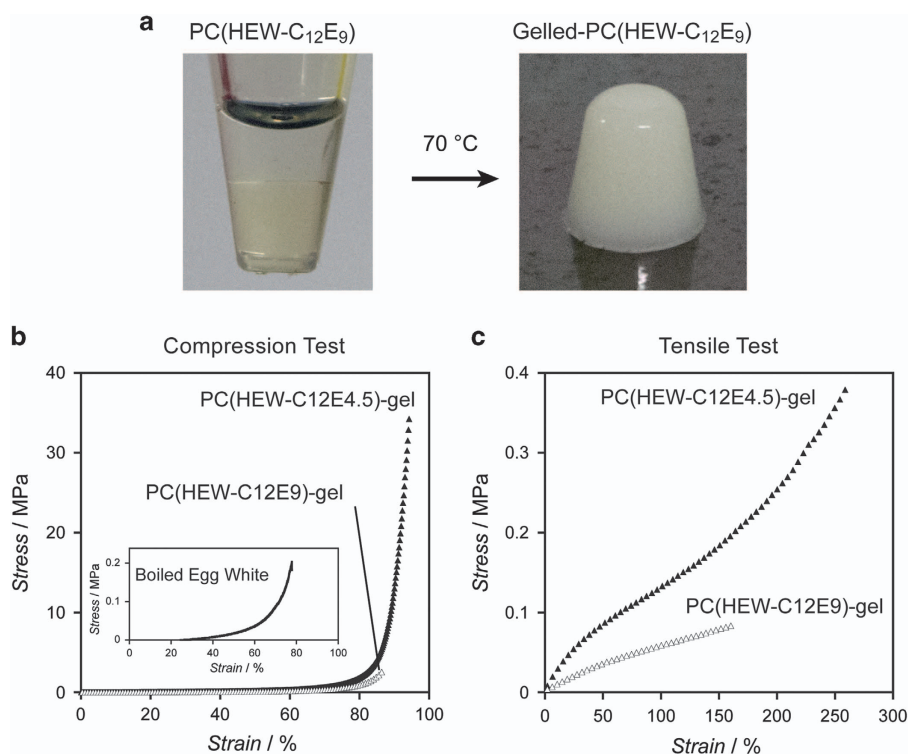 a
PC(HEW-C₁₂E₉)
Gelled-PC(HEW-C₁₂E₉)
70 °C
b
Compression Test
40
30
20
10
0
Stress / MPa
PC(HEW-C12E4.5)-gel
PC(HEW-C12E9)-gel
0.2
0.1
0
Stress / MPa
Boiled Egg White
0 20 40 60 80 100
Strain / %
0 20 40 60 80 100
Strain / %
c
Tensile Test
0.4
0.3
0.2
0.1
0
Stress / MPa
PC(HEW-C12E4.5)-gel
PC(HEW-C12E9)-gel
0 50 100 150 200 250 300
Strain / %